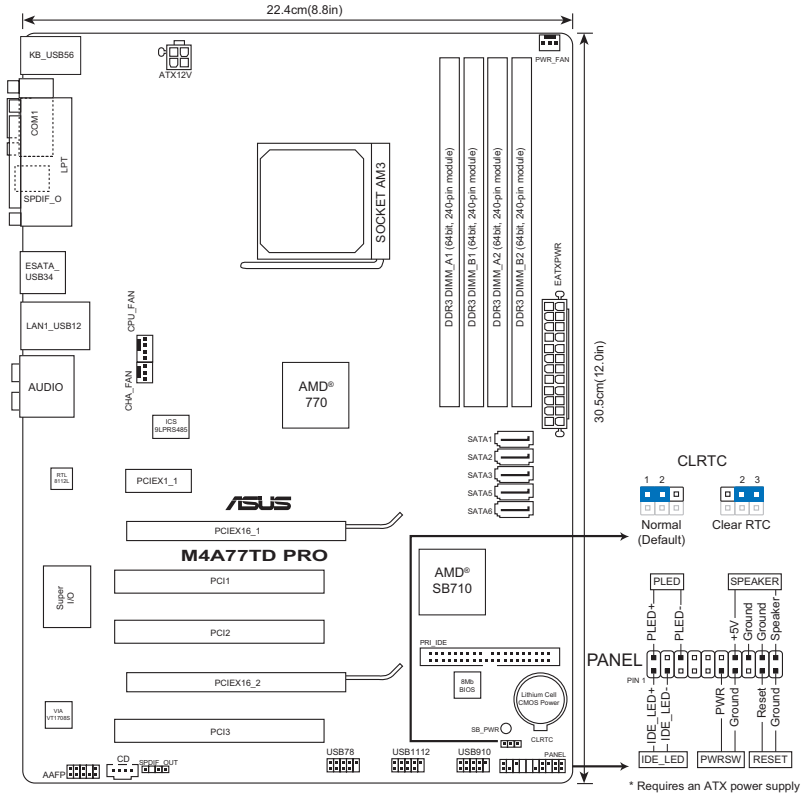 22.4cm(8.8in)
KB_USB56
ATX12V
PWR_FAN
COM1
LPT
SPDIF_O
SOCKET AM3
DDR3 DIMM_A1 (64bit, 240-pin module)
DDR3 DIMM_B1 (64bit, 240-pin module)
DDR3 DIMM_A2 (64bit, 240-pin module)
DDR3 DIMM_B2 (64bit, 240-pin module)
EATXPWR
30.5cm(12.0in)
ESATA_
USB34
LAN1_USB12
CPU_FAN
CHA_FAN
AUDIO
AMD®
770
ICS
9LPRS485
SATA1
SATA2
SATA3
SATA5
SATA6
RTL
8112L
PCIEX1_1
ASUS
PCIEX16_1
M4A77TD PRO
CLRTC
1 2
2 3
Normal
(Default)
Clear RTC
AMD®
SB710
PCI1
Super
I/O
PCI2
PRI_IDE
8Mb
BIOS
Lithium Cell
CMOS Power
PCIEX16_2
VIA
VT1708S
PCI3
SB_PWR
CLRTC
AAFP
CD
SPDIF_OUT
USB78
USB1112
USB910
PANEL
PLED
SPEAKER
PLED+
PLED-
+5V
Ground
Ground
Speaker-
PANEL
PIN 1
IDE_LED+
IDE_LED-
PWR
Ground
Reset
Ground
IDE_LED
PWRSW
RESET
* Requires an ATX power supply